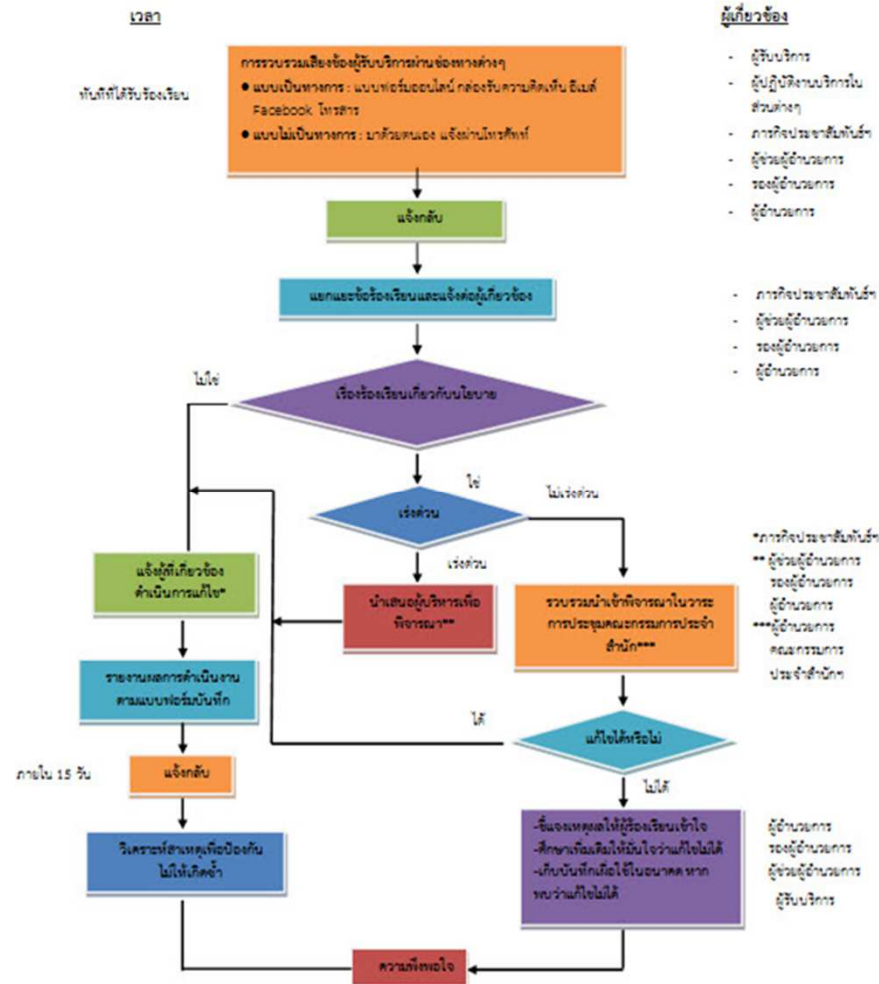 เวลา
ผู้เกี่ยวข้อง
ทันทีที่ได้รับร้องเรียน
การรวบรวมเสียงของผู้รับบริการผ่านช่องทางต่างๆ
● แบบเป็นทางการ : แบบฟอร์มออนไลน์ กล่องรับความคิดเห็น อีเมล์
Facebook โทรสาร
● แบบไม่เป็นทางการ : มาด้วยตนเอง แจ้งผ่านโทรศัพท์
- ผู้รับบริการ
- ผู้ปฏิบัติงานบริการใน
ส่วนต่างๆ
- ภารกิจประชาสัมพันธ์ฯ
- ผู้ช่วยผู้อำนวยการ
- รองผู้อำนวยการ
- ผู้อำนวยการ
แจ้งกลับ
แยกแยะข้อร้องเรียนและแจ้งต่อผู้เกี่ยวข้อง
- ภารกิจประชาสัมพันธ์ฯ
- ผู้ช่วยผู้อำนวยการ
- รองผู้อำนวยการ
- ผู้อำนวยการ
ไม่ใช่
เรื่องร้องเรียนเกี่ยวกับนโยบาย
ใช่
ไม่เร่งด่วน
เร่งด่วน
เร่งด่วน
แจ้งผู้ที่เกี่ยวข้อง
ดำเนินการแก้ไข*
นำเสนอผู้บริหารเพื่อ
พิจารณา**
รวบรวมนำเข้าพิจารณาในวาระ
การประชุมคณะกรรมการประจำ
สำนัก***
*ภารกิจประชาสัมพันธ์ฯ
** ผู้ช่วยผู้อำนวยการ
รองผู้อำนวยการ
ผู้อำนวยการ
***ผู้อำนวยการ
คณะกรรมการ
ประจำสำนักฯ
รายงานผลการดำเนินงาน
ตามแบบฟอร์มบันทึก
ได้
แก้ไขได้หรือไม่
ภายใน 15 วัน
แจ้งกลับ
ไม่ได้
วิเคราะห์สาเหตุเพื่อป้องกัน
ไม่ให้เกิดซ้ำ
-ชี้แจงเหตุผลให้ผู้ร้องเรียนเข้าใจ
-ศึกษาเพิ่มเติมให้มั่นใจว่าแก้ไขไม่ได้
-เก็บบันทึกเผื่อใช้ในอนาคต หาก
พบว่าแก้ไขไม่ได้
ผู้อำนวยการ
รองผู้อำนวยการ
ผู้ช่วยผู้อำนวยการ
ผู้รับบริการ
ความพึงพอใจ